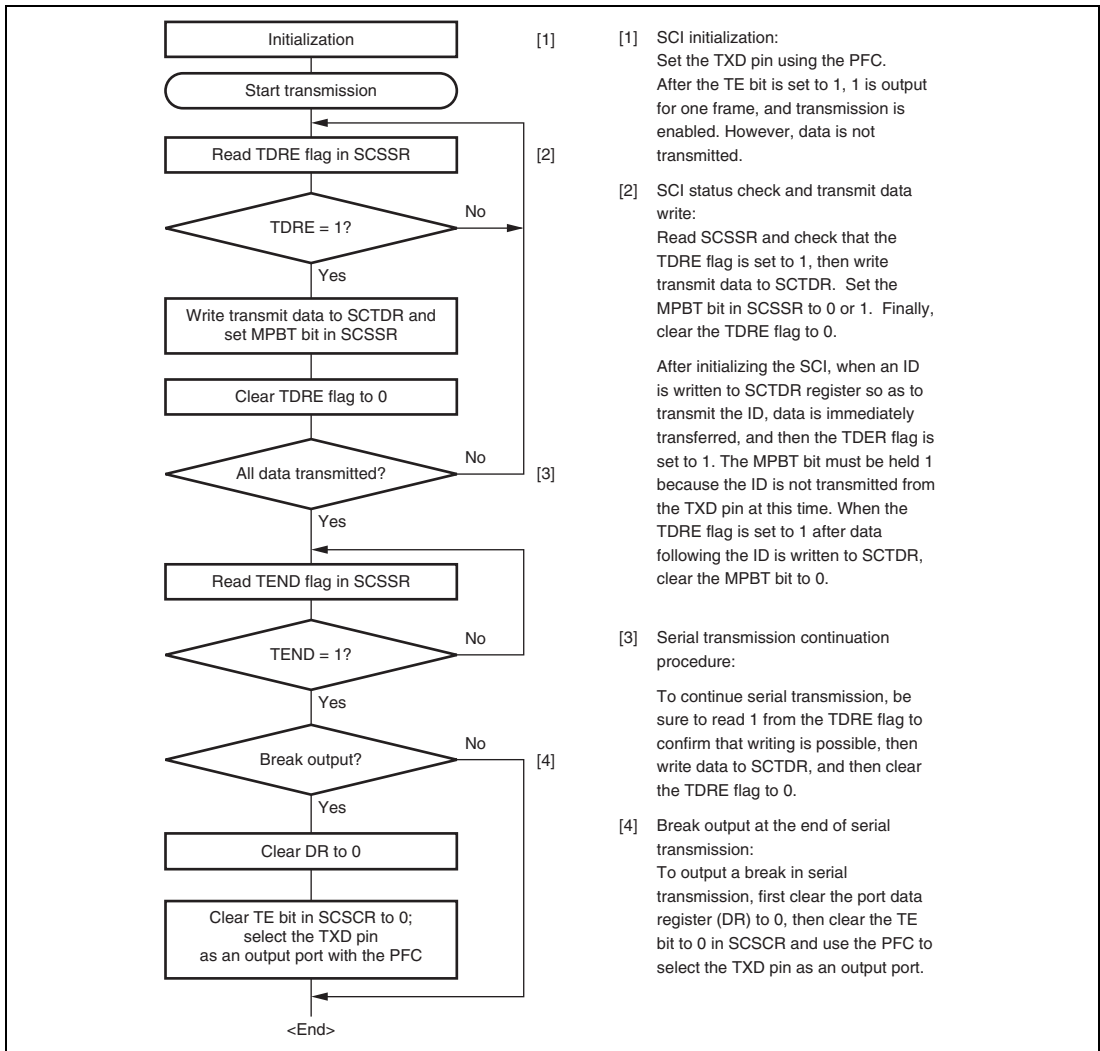 Initialization
[1]
Start transmission
Read TDRE flag in SCSSR
[2]
TDRE = 1?
No
Yes
Write transmit data to SCTDR and
set MPBT bit in SCSSR
Clear TDRE flag to 0
All data transmitted?
No
[3]
Yes
Read TEND flag in SCSSR
TEND = 1?
No
Yes
Break output?
No
[4]
Yes
Clear DR to 0
Clear TE bit in SCSCR to 0;
select the TXD pin
as an output port with the PFC
<End>
[1] SCI initialization:
Set the TXD pin using the PFC.
After the TE bit is set to 1, 1 is output
for one frame, and transmission is
enabled. However, data is not
transmitted.
[2] SCI status check and transmit data
write:
Read SCSSR and check that the
TDRE flag is set to 1, then write
transmit data to SCTDR. Set the
MPBT bit in SCSSR to 0 or 1. Finally,
clear the TDRE flag to 0.
After initializing the SCI, when an ID
is written to SCTDR register so as to
transmit the ID, data is immediately
transferred, and then the TDER flag is
set to 1. The MPBT bit must be held 1
because the ID is not transmitted from
the TXD pin at this time. When the
TDRE flag is set to 1 after data
following the ID is written to SCTDR,
clear the MPBT bit to 0.
[3] Serial transmission continuation
procedure:
To continue serial transmission, be
sure to read 1 from the TDRE flag to
confirm that writing is possible, then
write data to SCTDR, and then clear
the TDRE flag to 0.
[4] Break output at the end of serial
transmission:
To output a break in serial
transmission, first clear the port data
register (DR) to 0, then clear the TE
bit to 0 in SCSCR and use the PFC to
select the TXD pin as an output port.